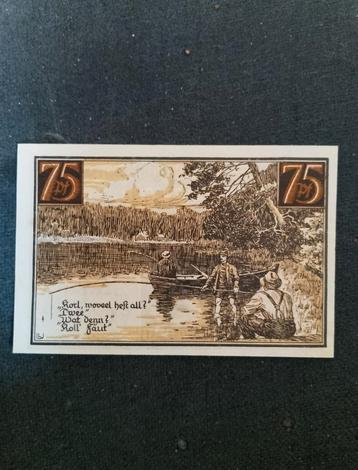 75 pf
75 pf
„Korl, woveel hest all?"
„Twee"
„Wat denn?"
„Koll' Faut"